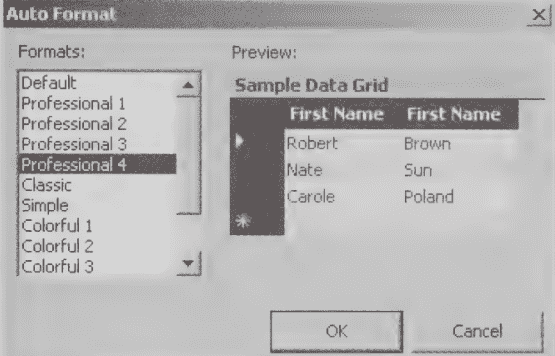 Auto Format
Formats:
Default
Professional 1
Professional 2
Professional 3
Professional 4
Classic
Simple
Colorful 1
Colorful 2
Colorful 3
Preview:
Sample Data Grid
First Name First Name
Robert Brown
Nate Sun
Carole Poland
OK Cancel